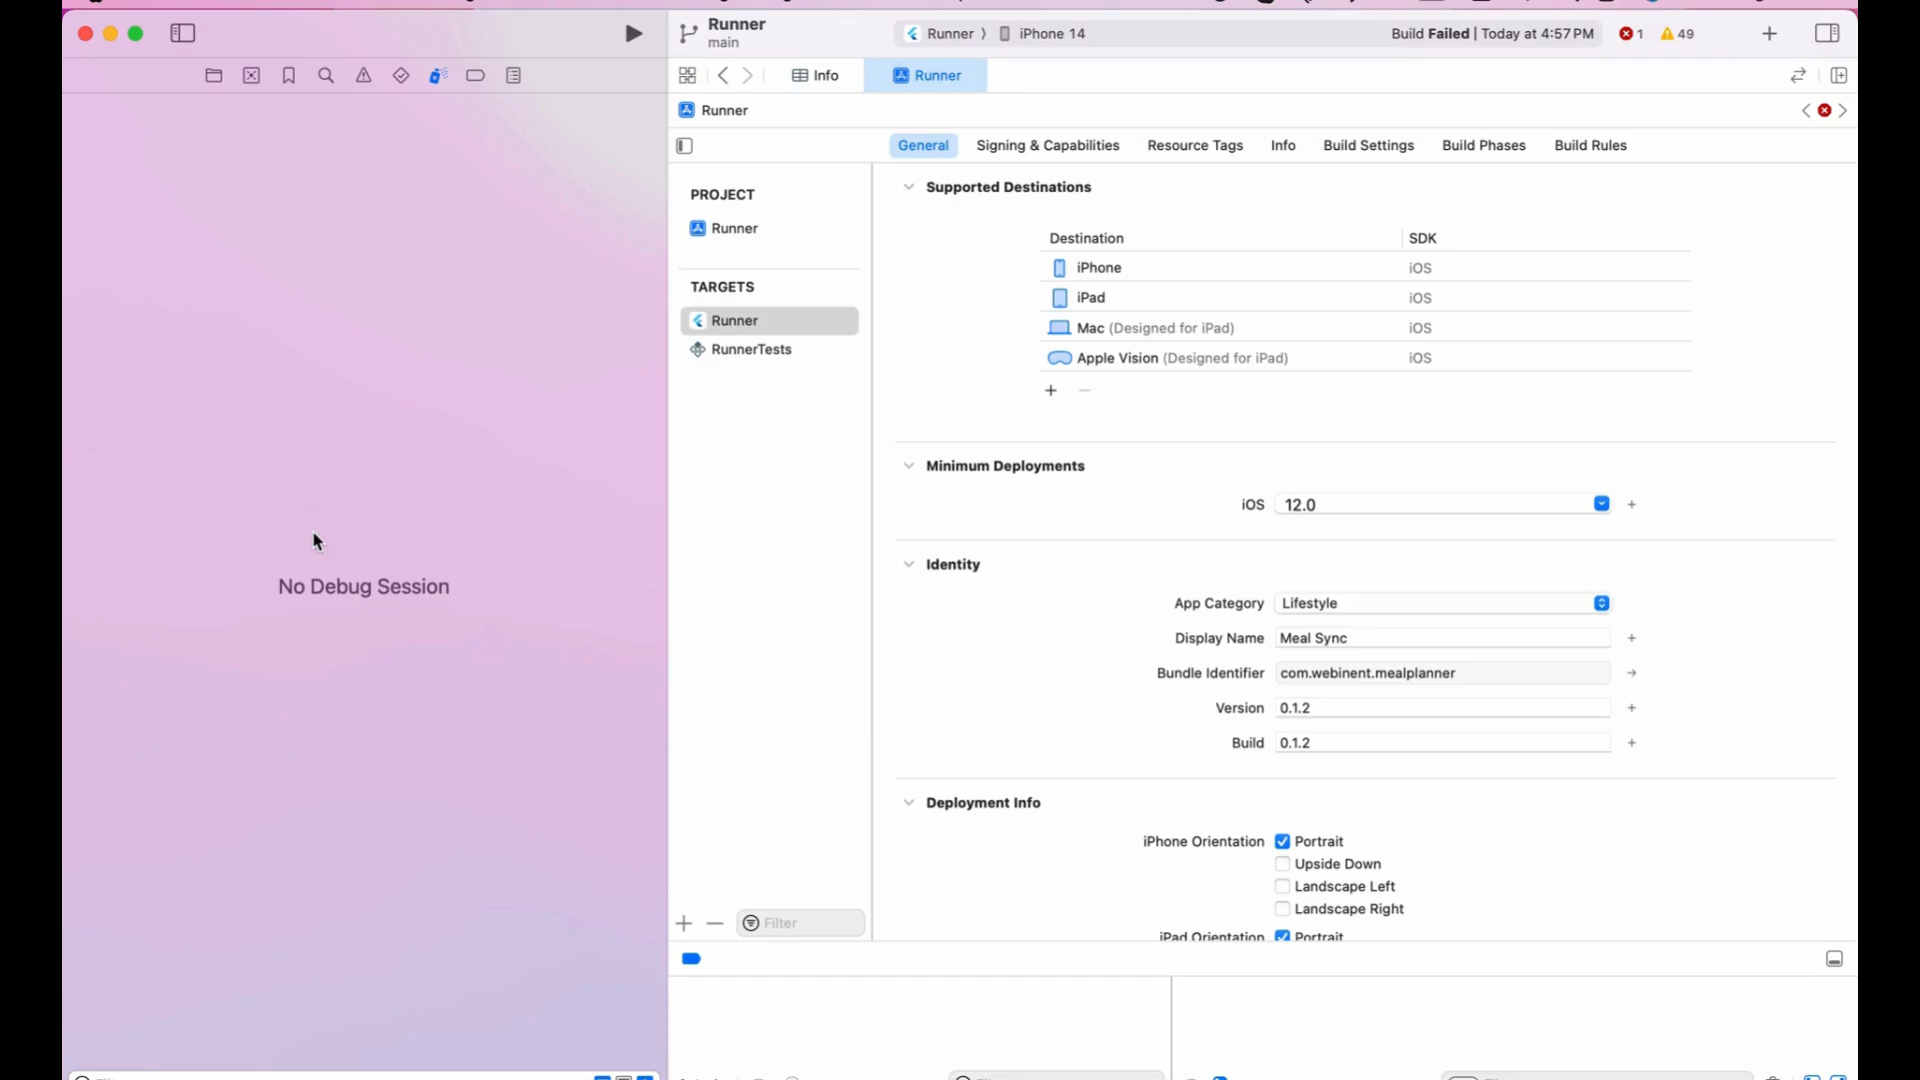 Runner
main
Runner
iPhone 14
Build Failed | Today at 4:57 PM
1
49
Info
Runner
Runner
General
Signing & Capabilities
Resource Tags
Info
Build Settings
Build Phases
Build Rules
PROJECT
Runner
TARGETS
Runner
RunnerTests
Supported Destinations
Destination
SDK
iPhone
iOS
iPad
iOS
Mac (Designed for iPad)
iOS
Apple Vision (Designed for iPad)
iOS
Minimum Deployments
iOS
12.0
No Debug Session
Identity
App Category
Lifestyle
Display Name
Meal Sync
Bundle Identifier
com.webinent.mealplanner
Version
0.1.2
Build
0.1.2
Deployment Info
iPhone Orientation
Portrait
Upside Down
Landscape Left
Landscape Right
iPad Orientation
Portrait
Filter